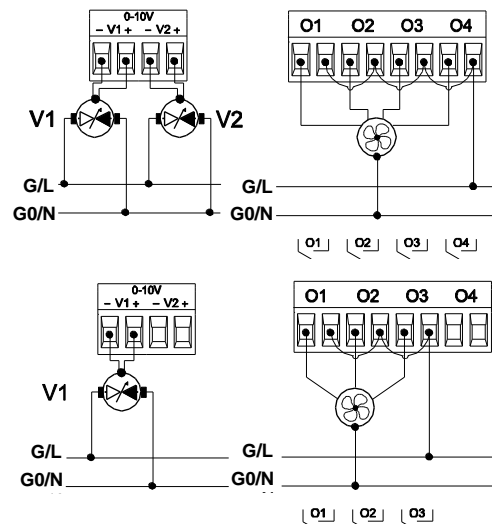 0-10V
– V1 + – V2 +
O1 O2 O3 O4
V1 V2
G/L
G0/N
G/L
G0/N
O1 O2 O3 O4
0-10V
– V1 + – V2 +
O1 O2 O3 O4
V1
G/L
G0/N
G/L
G0/N
O1 O2 O3